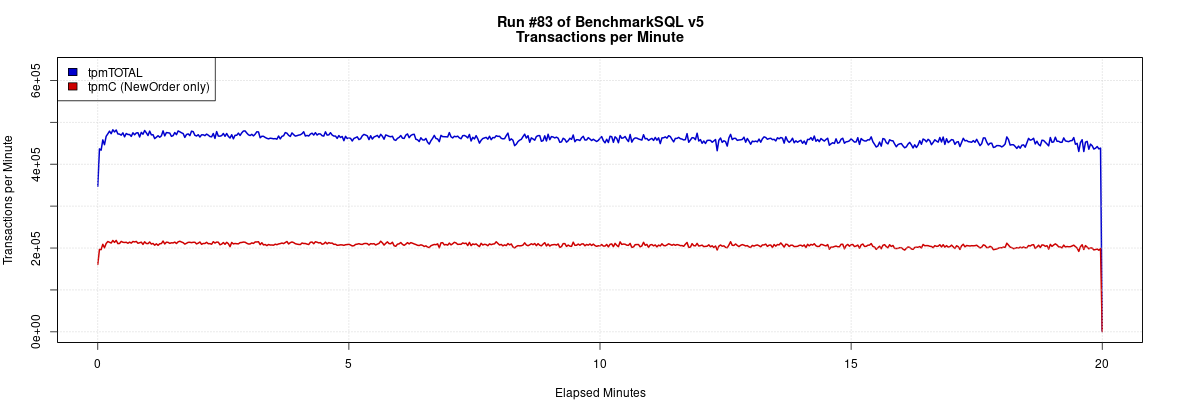 Run #83 of BenchmarkSQL v5
Transactions per Minute
tpmTOTAL
tpmC (NewOrder only)
Transactions per Minute
6e+05
4e+05
2e+05
0e+00
0 5 10 15 20
Elapsed Minutes